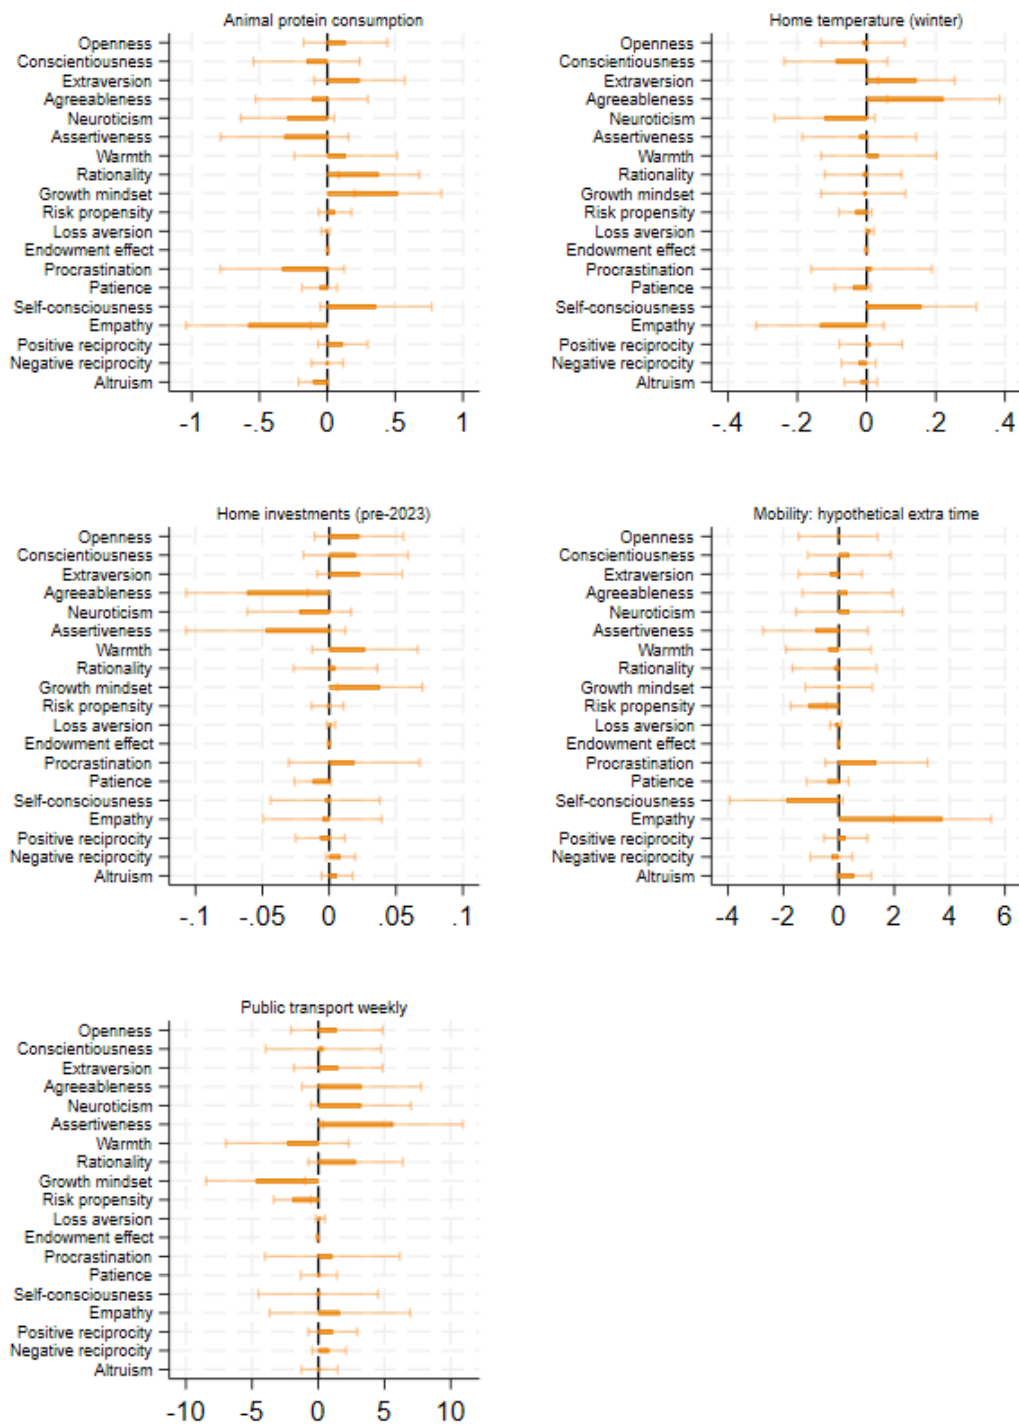 Animal protein consumption
Openness
Conscientiousness
Extraversion
Agreeableness
Neuroticism
Assertiveness
Warmth
Rationality
Growth mindset
Risk propensity
Loss aversion
Endowment effect
Procrastination
Patience
Self-consciousness
Empathy
Positive reciprocity
Negative reciprocity
Altruism
-1 -.5 0 .5 1
Home temperature (winter)
Openness
Conscientiousness
Extraversion
Agreeableness
Neuroticism
Assertiveness
Warmth
Rationality
Growth mindset
Risk propensity
Loss aversion
Endowment effect
Procrastination
Patience
Self-consciousness
Empathy
Positive reciprocity
Negative reciprocity
Altruism
-.4 -.2 0 .2 .4
Home investments (pre-2023)
Openness
Conscientiousness
Extraversion
Agreeableness
Neuroticism
Assertiveness
Warmth
Rationality
Growth mindset
Risk propensity
Loss aversion
Endowment effect
Procrastination
Patience
Self-consciousness
Empathy
Positive reciprocity
Negative reciprocity
Altruism
-.1 -.05 0 .05 .1
Mobility: hypothetical extra time
Openness
Conscientiousness
Extraversion
Agreeableness
Neuroticism
Assertiveness
Warmth
Rationality
Growth mindset
Risk propensity
Loss aversion
Endowment effect
Procrastination
Patience
Self-consciousness
Empathy
Positive reciprocity
Negative reciprocity
Altruism
-4 -2 0 2 4 6
Public transport weekly
Openness
Conscientiousness
Extraversion
Agreeableness
Neuroticism
Assertiveness
Warmth
Rationality
Growth mindset
Risk propensity
Loss aversion
Endowment effect
Procrastination
Patience
Self-consciousness
Empathy
Positive reciprocity
Negative reciprocity
Altruism
-10 -5 0 5 10